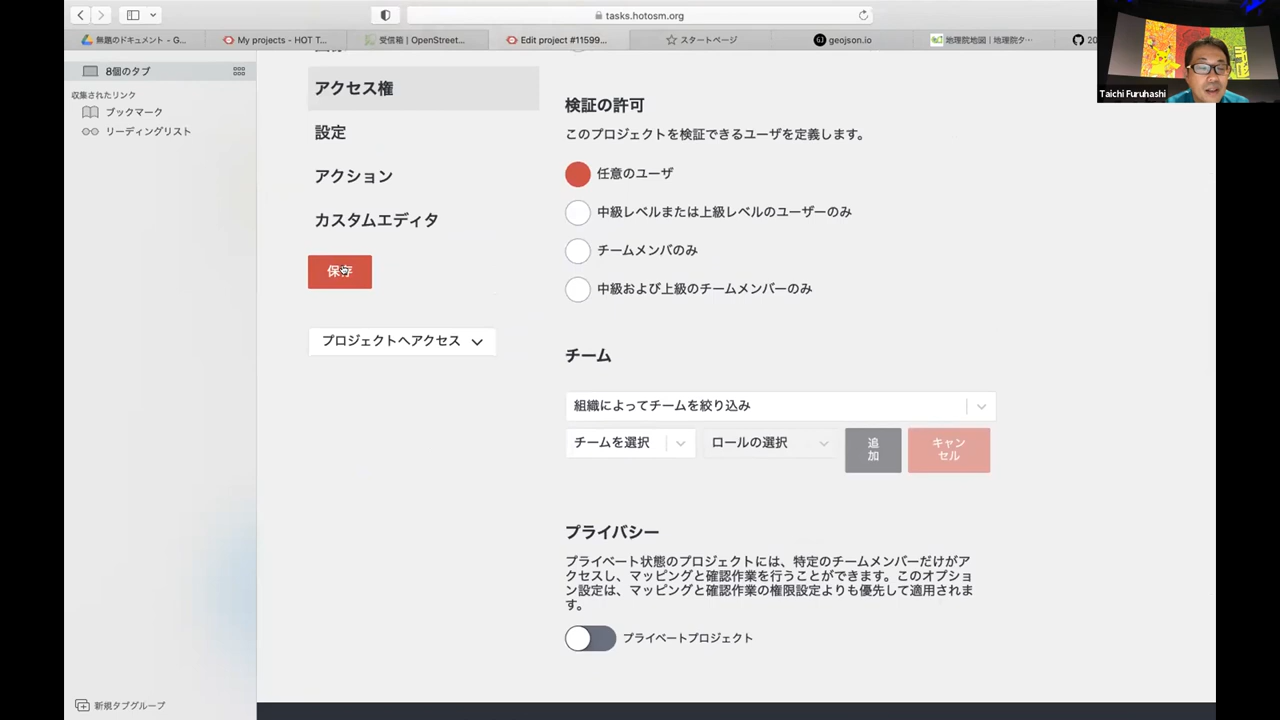 tasks.hotosm.org
無題のドキュメント - G...
My projects - HOT T...
受信箱 | OpenStreet...
Edit project #11599...
スタートページ
geojson.io
地理院地図 | 地理院タ...
20
Taichi Furuhashi
8個のタブ
収集されたリンク
ブックマーク
リーディングリスト
アクセス権
設定
アクション
カスタムエディタ
保存
プロジェクトへアクセス
検証の許可
このプロジェクトを検証できるユーザを定義します。
任意のユーザ
中級レベルまたは上級レベルのユーザーのみ
チームメンバのみ
中級および上級のチームメンバーのみ
チーム
組織によってチームを絞り込み
チームを選択
ロールの選択
追
加
キャン
セル
プライバシー
プライベート状態のプロジェクトには、特定のチームメンバーだけがア
クセスし、マッピングと確認作業を行うことができます。このオプショ
ン設定は、マッピングと確認作業の権限設定よりも優先して適用されま
す。
プライベートプロジェクト
新規タブグループ